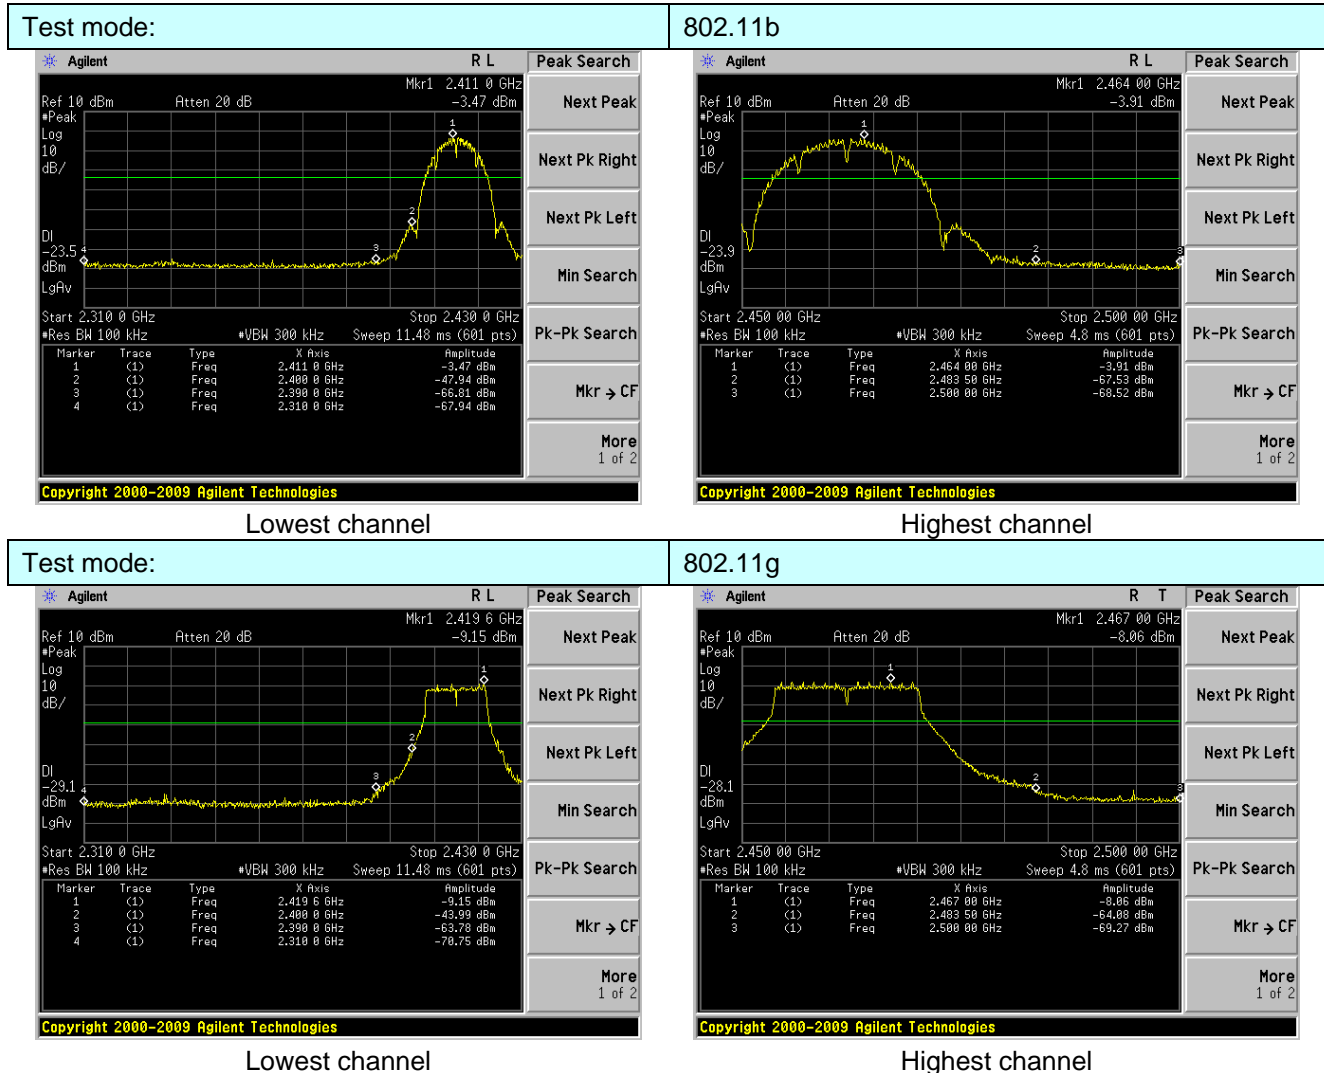 Test mode: 802.11b
Agilent R L Peak Search
Mkr1 2.411 0 GHz
Ref 10 dBm Atten 20 dB -3.47 dBm
#Peak
Log
10
dB/
1
2
3
4
DI
-23.5
dBm
LgAv
Start 2.310 0 GHz Stop 2.430 0 GHz
#Res BW 100 kHz #VBW 300 kHz Sweep 11.48 ms (601 pts)
Marker Trace Type X Axis Amplitude
1 (1) Freq 2.411 0 GHz -3.47 dBm
2 (1) Freq 2.400 0 GHz -47.94 dBm
3 (1) Freq 2.390 0 GHz -66.81 dBm
4 (1) Freq 2.310 0 GHz -67.94 dBm
Next Peak
Next Pk Right
Next Pk Left
Min Search
Pk-Pk Search
Mkr → CF
More
1 of 2
Copyright 2000-2009 Agilent Technologies
Lowest channel
Agilent R L Peak Search
Mkr1 2.464 00 GHz
Ref 10 dBm Atten 20 dB -3.91 dBm
#Peak
Log
10
dB/
1
2
3
DI
-23.9
dBm
LgAv
Start 2.450 00 GHz Stop 2.500 00 GHz
#Res BW 100 kHz #VBW 300 kHz Sweep 4.8 ms (601 pts)
Marker Trace Type X Axis Amplitude
1 (1) Freq 2.464 00 GHz -3.91 dBm
2 (1) Freq 2.483 50 GHz -67.53 dBm
3 (1) Freq 2.500 00 GHz -68.52 dBm
Next Peak
Next Pk Right
Next Pk Left
Min Search
Pk-Pk Search
Mkr → CF
More
1 of 2
Copyright 2000-2009 Agilent Technologies
Highest channel
Test mode: 802.11g
Agilent R L Peak Search
Mkr1 2.419 6 GHz
Ref 10 dBm Atten 20 dB -9.15 dBm
#Peak
Log
10
dB/
1
2
3
4
DI
-29.1
dBm
LgAv
Start 2.310 0 GHz Stop 2.430 0 GHz
#Res BW 100 kHz #VBW 300 kHz Sweep 11.48 ms (601 pts)
Marker Trace Type X Axis Amplitude
1 (1) Freq 2.419 6 GHz -9.15 dBm
2 (1) Freq 2.400 0 GHz -43.99 dBm
3 (1) Freq 2.390 0 GHz -63.78 dBm
4 (1) Freq 2.310 0 GHz -70.75 dBm
Next Peak
Next Pk Right
Next Pk Left
Min Search
Pk-Pk Search
Mkr → CF
More
1 of 2
Copyright 2000-2009 Agilent Technologies
Lowest channel
Agilent R T Peak Search
Mkr1 2.467 00 GHz
Ref 10 dBm Atten 20 dB -8.06 dBm
#Peak
Log
10
dB/
1
2
3
DI
-28.1
dBm
LgAv
Start 2.450 00 GHz Stop 2.500 00 GHz
#Res BW 100 kHz #VBW 300 kHz Sweep 4.8 ms (601 pts)
Marker Trace Type X Axis Amplitude
1 (1) Freq 2.467 00 GHz -8.06 dBm
2 (1) Freq 2.483 50 GHz -64.08 dBm
3 (1) Freq 2.500 00 GHz -69.27 dBm
Next Peak
Next Pk Right
Next Pk Left
Min Search
Pk-Pk Search
Mkr → CF
More
1 of 2
Copyright 2000-2009 Agilent Technologies
Highest channel